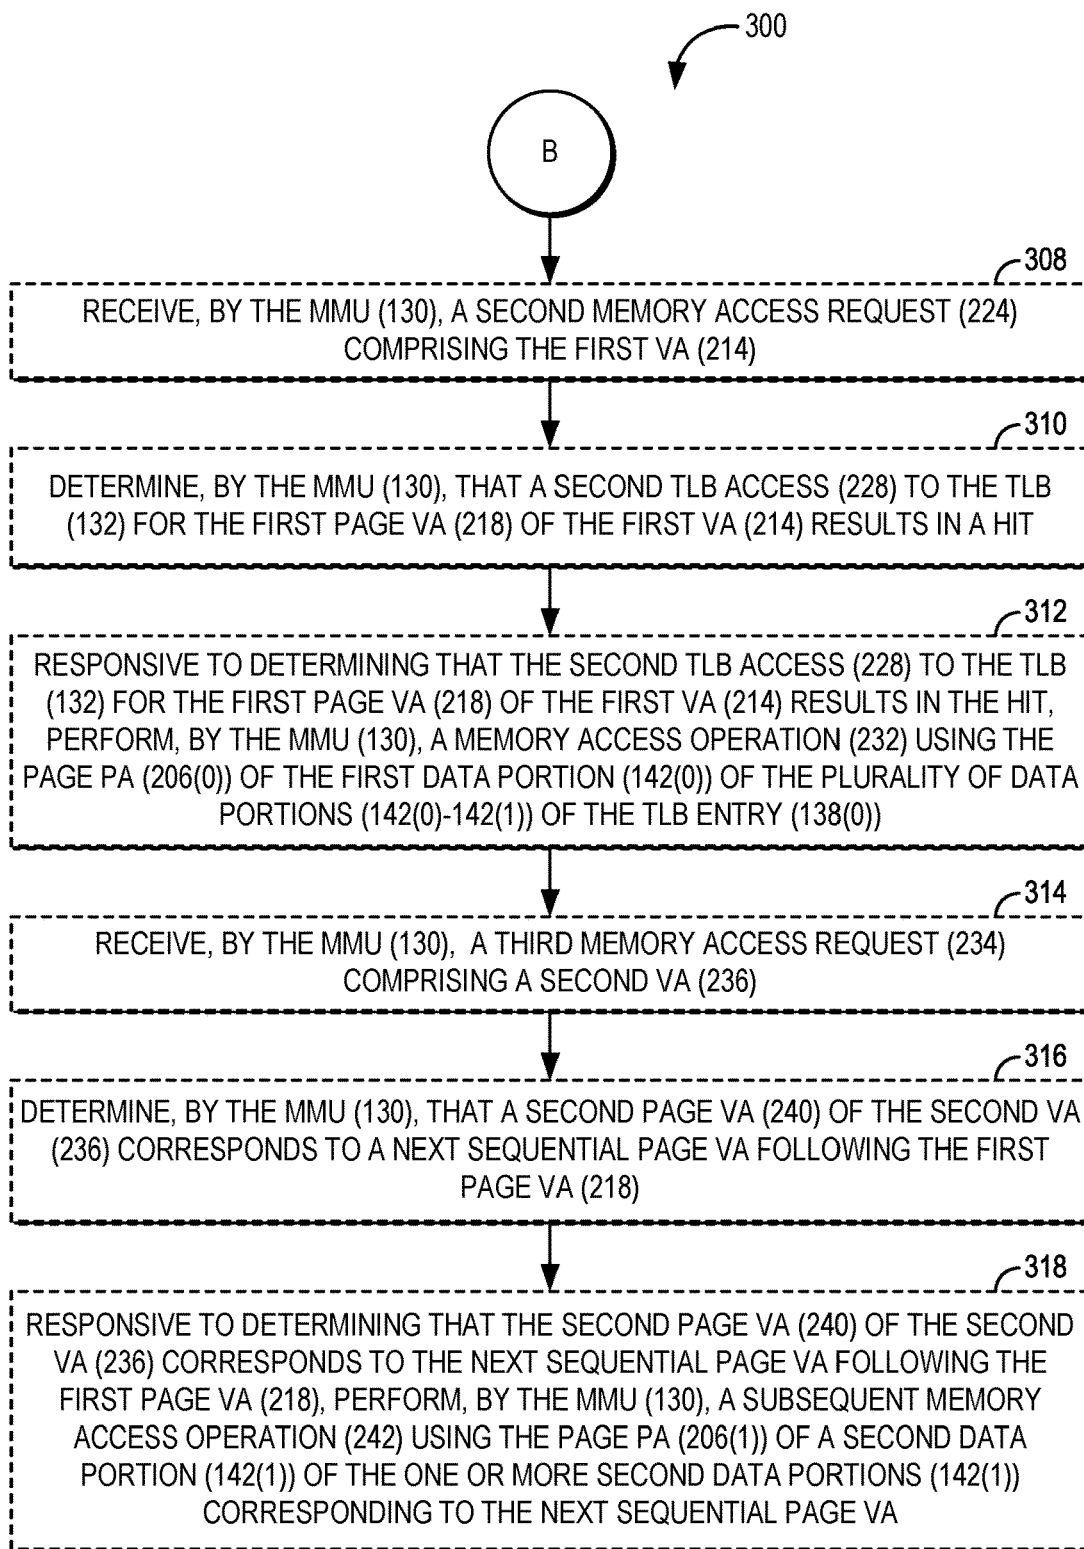 300
B
308
RECEIVE, BY THE MMU (130), A SECOND MEMORY ACCESS REQUEST (224)
COMPRISING THE FIRST VA (214)
310
DETERMINE, BY THE MMU (130), THAT A SECOND TLB ACCESS (228) TO THE TLB
(132) FOR THE FIRST PAGE VA (218) OF THE FIRST VA (214) RESULTS IN A HIT
312
RESPONSIVE TO DETERMINING THAT THE SECOND TLB ACCESS (228) TO THE TLB
(132) FOR THE FIRST PAGE VA (218) OF THE FIRST VA (214) RESULTS IN THE HIT,
PERFORM, BY THE MMU (130), A MEMORY ACCESS OPERATION (232) USING THE
PAGE PA (206(0)) OF THE FIRST DATA PORTION (142(0)) OF THE PLURALITY OF DATA
PORTIONS (142(0)-142(1)) OF THE TLB ENTRY (138(0))
314
RECEIVE, BY THE MMU (130), A THIRD MEMORY ACCESS REQUEST (234)
COMPRISING A SECOND VA (236)
316
DETERMINE, BY THE MMU (130), THAT A SECOND PAGE VA (240) OF THE SECOND VA
(236) CORRESPONDS TO A NEXT SEQUENTIAL PAGE VA FOLLOWING THE FIRST
PAGE VA (218)
318
RESPONSIVE TO DETERMINING THAT THE SECOND PAGE VA (240) OF THE SECOND
VA (236) CORRESPONDS TO THE NEXT SEQUENTIAL PAGE VA FOLLOWING THE
FIRST PAGE VA (218), PERFORM, BY THE MMU (130), A SUBSEQUENT MEMORY
ACCESS OPERATION (242) USING THE PAGE PA (206(1)) OF A SECOND DATA
PORTION (142(1)) OF THE ONE OR MORE SECOND DATA PORTIONS (142(1))
CORRESPONDING TO THE NEXT SEQUENTIAL PAGE VA